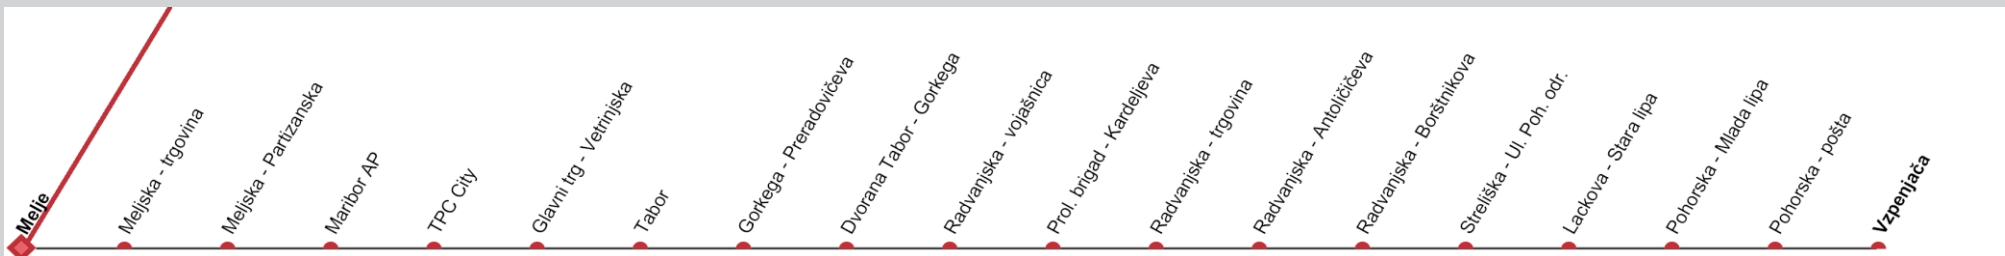 Melje
Meljska - trgovina
Meljska - Partizanska
Maribor AP
TPC City
Glavni trg - Vetrinjska
Tabor
Gorkega - Preradovičeva
Dvorana Tabor - Gorkega
Radvanjska - vojašnica
Prol. brigad - Kardeljeva
Radvanjska - trgovina
Radvanjska - Antoličičeva
Radvanjska - Borštnikova
Streliška - Ul. Poh. odr.
Lackova - Stara lipa
Pohorska - Mlada lipa
Pohorska - pošta
Vzpenjača